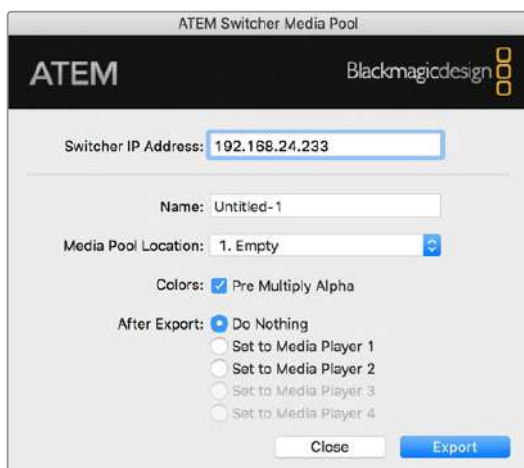 ATEM Switcher Media Pool
ATEM
Blackmagicdesign
Switcher IP Address: 192.168.24.233
Name: Untitled-1
Media Pool Location: 1. Empty
Colors: Pre Multiply Alpha
After Export: Do Nothing
Set to Media Player 1
Set to Media Player 2
Set to Media Player 3
Set to Media Player 4
Close Export